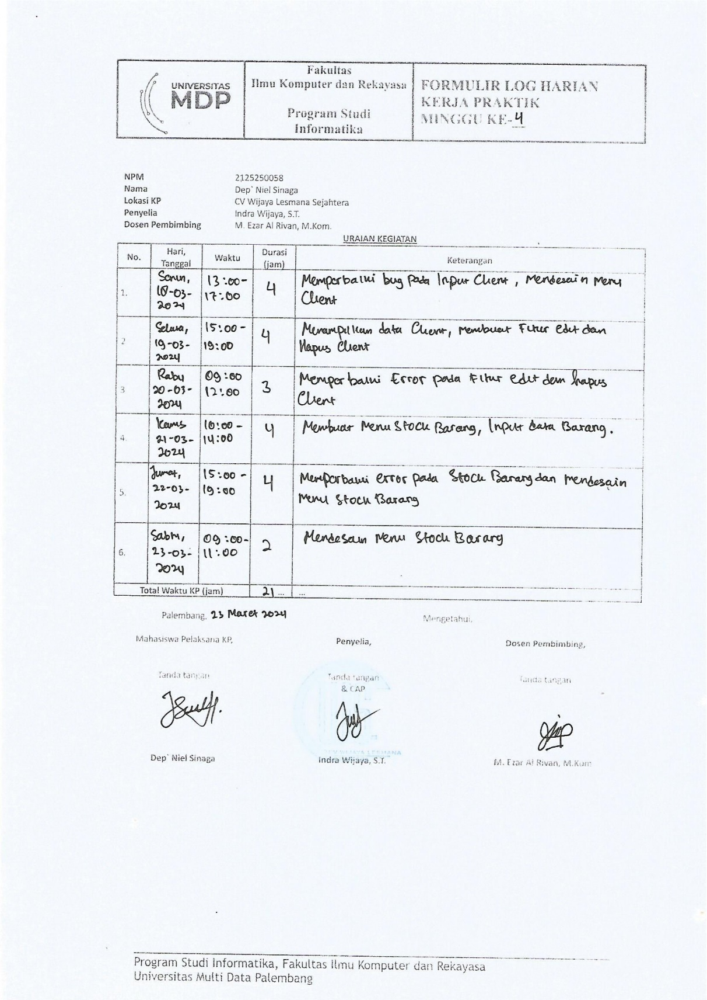 UNIVERSITAS
MDP
Fakultas
Ilmu Komputer dan Rekayasa
Program Studi
Informatika
FORMULIR LOG HARIAN
KERJA PRAKTIK
MINGGU KE-4
NPM 2125250058
Nama Dep` Niel Sinaga
Lokasi KP CV Wijaya Lesmana Sejahtera
Penyelia Indra Wijaya, S.T.
Dosen Pembimbing M. Ezar Al Rivan, M.Kom.
URAIAN KEGIATAN
No. Hari, Tanggal Waktu Durasi (jam) Keterangan
1. Senin, 18-03-2024 13:00-17:00 4 Memperbaiki bug pada Input Client, Mendesain Menu
Client
2 Selasa, 19-03-2024 15:00-19:00 4 Menampilkan data Client, Membuat Fitur edit dan
Hapus Client
3 Rabu 20-03-2024 09:00 12:00 3 Memperbaiki Error pada Fitur edit dan hapus
Client
4. Kamis 21-03-2024 10:00-14:00 4 Membuat Menu Stock Barang, Input data Barang.
5. Jumat, 22-03-2024 15:00-19:00 4 Memperbaiki error pada Stock Barang dan mendesain
Menu Stock Barang
6. Sabtu, 23-03-2024 09:00-11:00 2 Mendesain Menu Stock Barang
Total Waktu KP (jam) 21 ... ...
Palembang, 23 Maret 2024
Mengetahui,
Mahasiswa Pelaksana KP, Penyelia, Dosen Pembimbing,
Tanda tangan Tanda tangan Tanda tangan
& CAP
CV WIJAYA LESMANA
Dep` Niel Sinaga Indra Wijaya, S.T. M. Ezar Al Rivan, M.Kom
Program Studi Informatika, Fakultas Ilmu Komputer dan Rekayasa
Universitas Multi Data Palembang